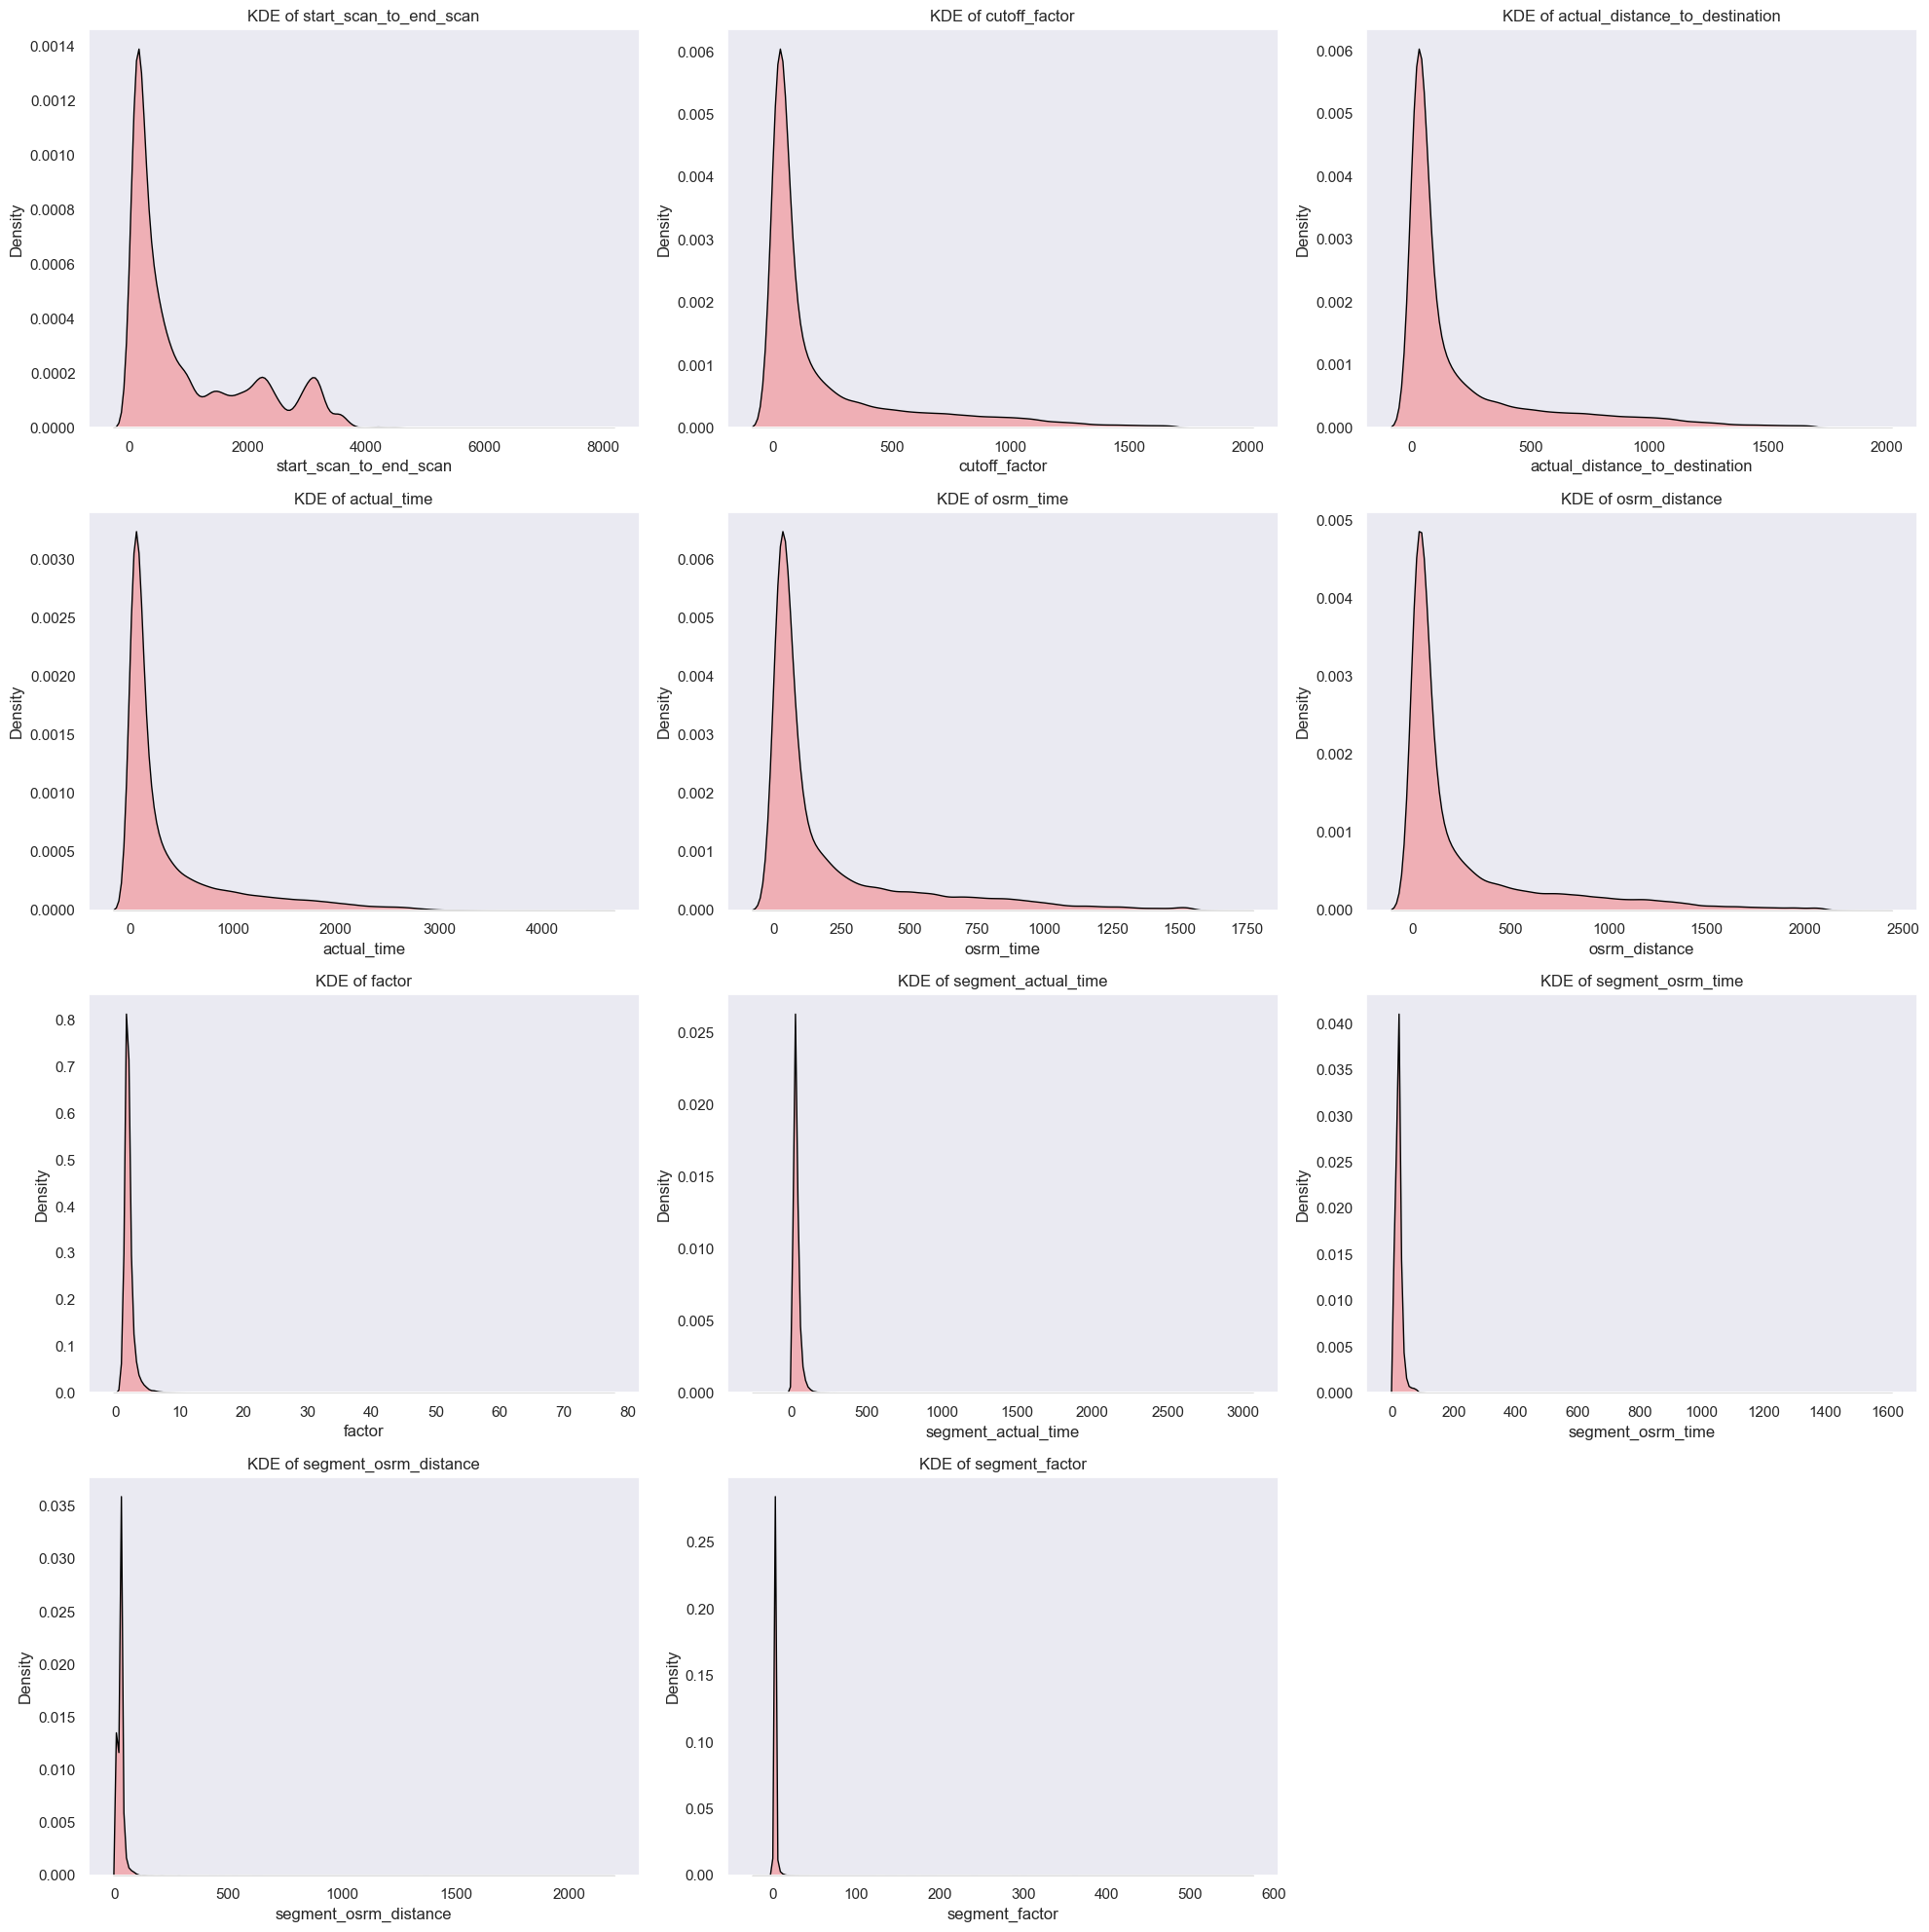 KDE of start_scan_to_end_scan
0.0014
0.0012
0.0010
0.0008
0.0006
0.0004
0.0002
0.0000
Density
0 2000 4000 6000 8000
start_scan_to_end_scan
KDE of cutoff_factor
0.006
0.005
0.004
0.003
0.002
0.001
0.000
Density
0 500 1000 1500 2000
cutoff_factor
KDE of actual_distance_to_destination
0.006
0.005
0.004
0.003
0.002
0.001
0.000
Density
0 500 1000 1500 2000
actual_distance_to_destination
KDE of actual_time
0.0030
0.0025
0.0020
0.0015
0.0010
0.0005
0.0000
Density
0 1000 2000 3000 4000
actual_time
KDE of osrm_time
0.006
0.005
0.004
0.003
0.002
0.001
0.000
Density
0 250 500 750 1000 1250 1500 1750
osrm_time
KDE of osrm_distance
0.005
0.004
0.003
0.002
0.001
0.000
Density
0 500 1000 1500 2000 2500
osrm_distance
KDE of factor
0.8
0.7
0.6
0.5
0.4
0.3
0.2
0.1
0.0
Density
0 10 20 30 40 50 60 70 80
factor
KDE of segment_actual_time
0.025
0.020
0.015
0.010
0.005
0.000
Density
0 500 1000 1500 2000 2500 3000
segment_actual_time
KDE of segment_osrm_time
0.040
0.035
0.030
0.025
0.020
0.015
0.010
0.005
0.000
Density
0 200 400 600 800 1000 1200 1400 1600
segment_osrm_time
KDE of segment_osrm_distance
0.035
0.030
0.025
0.020
0.015
0.010
0.005
0.000
Density
0 500 1000 1500 2000
segment_osrm_distance
KDE of segment_factor
0.25
0.20
0.15
0.10
0.05
0.00
Density
0 100 200 300 400 500 600
segment_factor